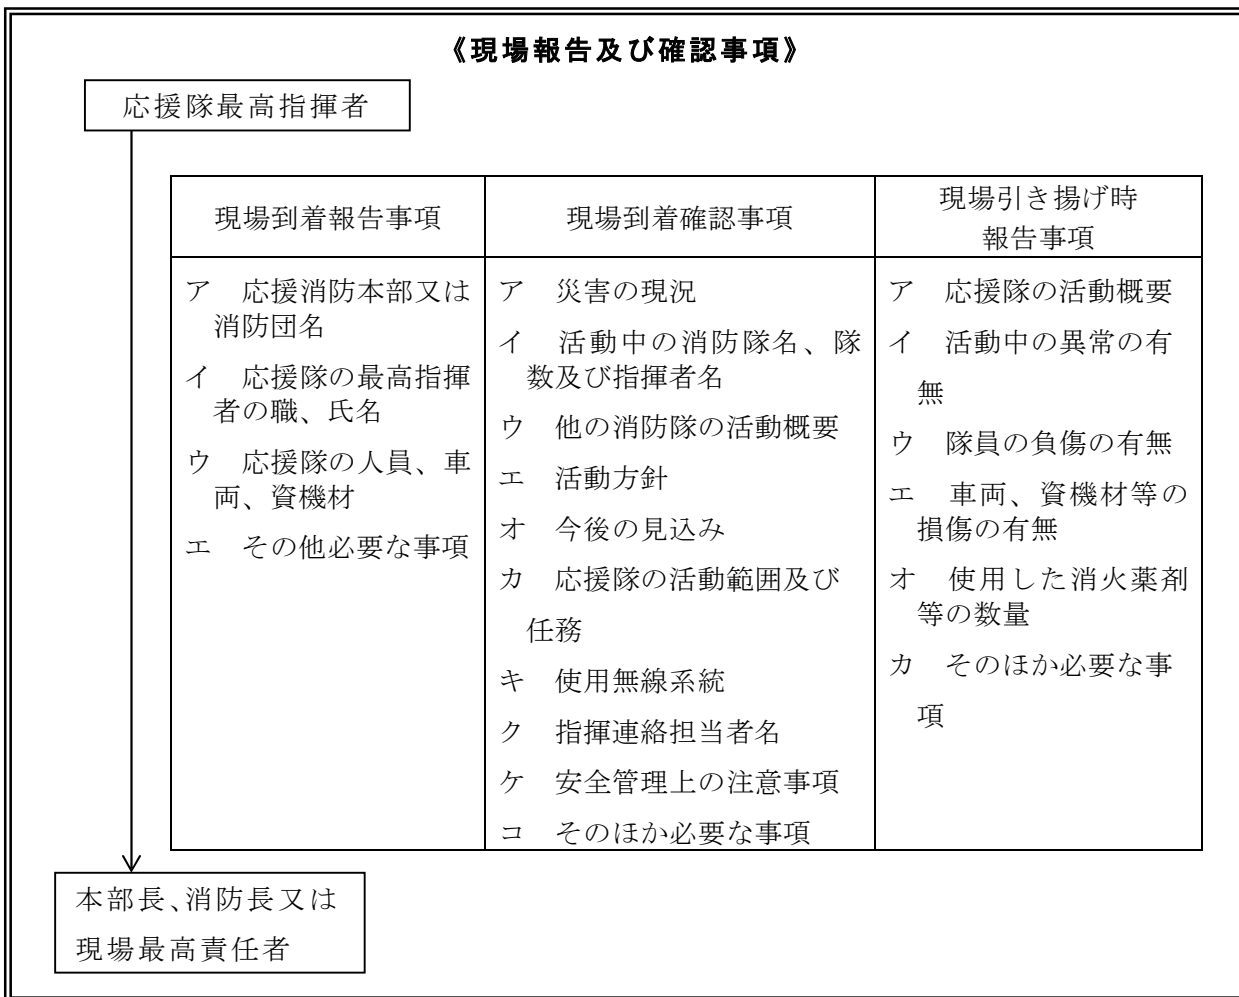 《現場報告及び確認事項》
応援隊最高指揮者
現場到着報告事項
ア　応援消防本部又は
消防団名
イ　応援隊の最高指揮
者の職、氏名
ウ　応援隊の人員、車
両、資機材
エ　その他必要な事項
現場到着確認事項
ア　災害の現況
イ　活動中の消防隊名、隊
数及び指揮者名
ウ　他の消防隊の活動概要
エ　活動方針
オ　今後の見込み
カ　応援隊の活動範囲及び
任務
キ　使用無線系統
ク　指揮連絡担当者名
ケ　安全管理上の注意事項
コ　そのほか必要な事項
現場引き揚げ時
報告事項
ア　応援隊の活動概要
イ　活動中の異常の有
無
ウ　隊員の負傷の有無
エ　車両、資機材等の
損傷の有無
オ　使用した消火薬剤
等の数量
カ　そのほか必要な事
項
本部長、消防長又は
現場最高責任者